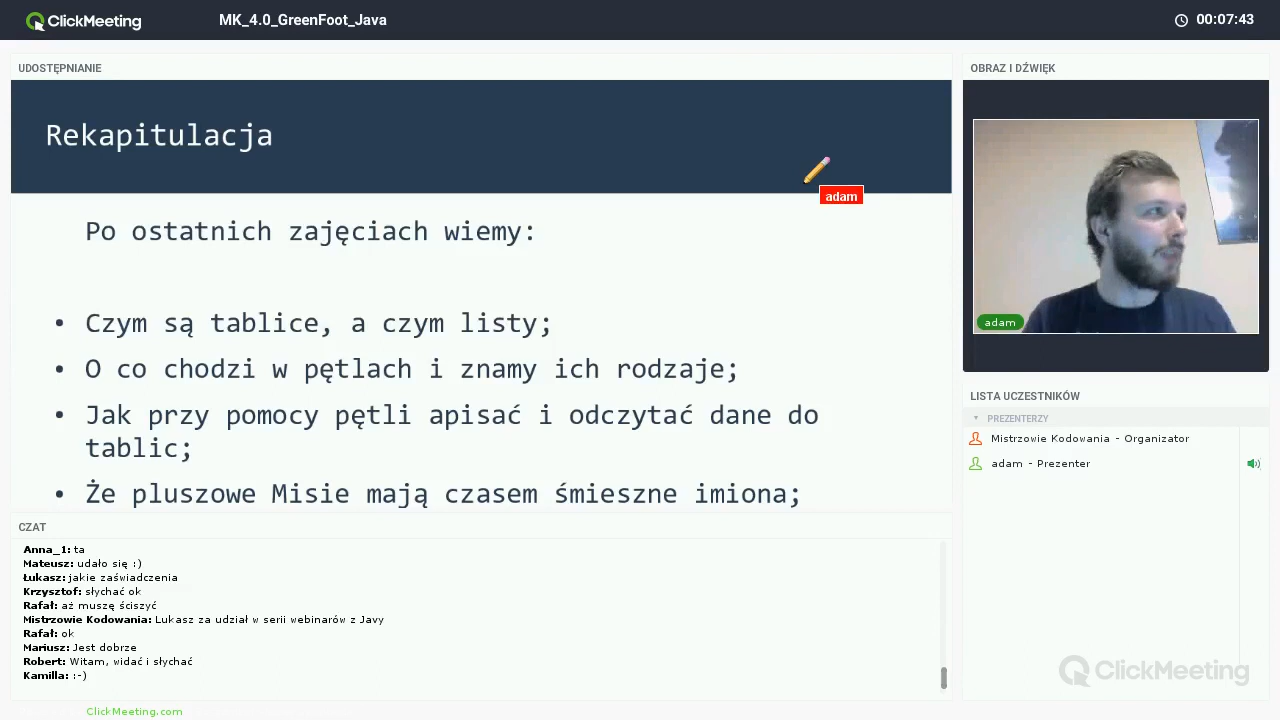 ClickMeeting
MK_4.0_GreenFoot_Java
00:07:43
UDOSTĘPNIANIE
Rekapitulacja
adam
Po ostatnich zajęciach wiemy:
• Czym są tablice, a czym listy;
• O co chodzi w pętlach i znamy ich rodzaje;
• Jak przy pomocy pętli apisać i odczytać dane do
tablic;
• Że pluszowe Misie mają czasem śmieszne imiona;
OBRAZ I DŹWIĘK
adam
LISTA UCZESTNIKÓW
PREZENTERZY
Mistrzowie Kodowania - Organizator
adam - Prezenter
CZAT
Anna_1: ta
Mateusz: udało się :)
Łukasz: jakie zaświadczenia
Krzysztof: słychać ok
Rafał: aż muszę ściszyć
Mistrzowie Kodowania: Lukasz za udział w serii webinarów z Javy
Rafał: ok
Mariusz: Jest dobrze
Robert: Witam, widać i słychać
Kamilla: :-)
ClickMeeting
ClickMeeting.com